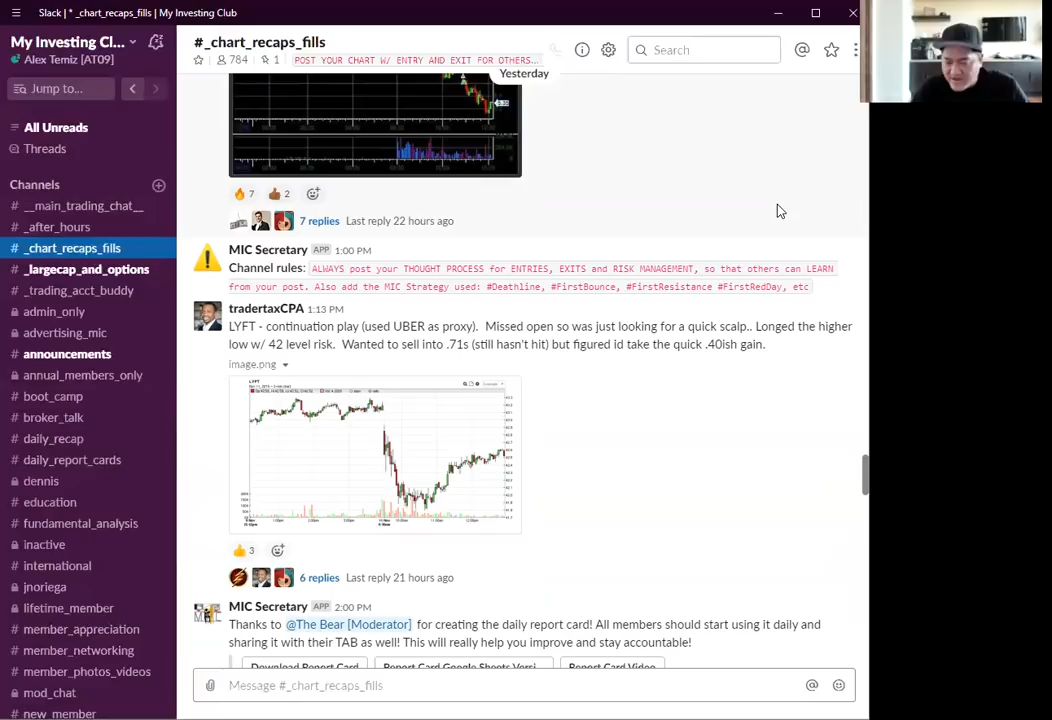 Slack | * _chart_recaps_fills | My Investing Club
My Investing Cl...
Alex Temiz [AT09]
Jump to...
All Unreads
Threads
Channels
# __main_trading_chat__
# _after_hours
# _chart_recaps_fills
# _largecap_and_options
# _trading_acct_buddy
admin_only
# advertising_mic
# announcements
# annual_members_only
# boot_camp
# broker_talk
# daily_recap
# daily_report_cards
dennis
# education
# fundamental_analysis
inactive
# international
jnoriega
lifetime_member
# member_appreciation
# member_networking
# member_photos_videos
mod_chat
# new_member
#_chart_recaps_fills
784
1
POST YOUR CHART W/ ENTRY AND EXIT FOR OTHERS...
Search
Yesterday
7
2
7 replies Last reply 22 hours ago
MIC Secretary APP 1:00 PM
Channel rules: ALWAYS post your THOUGHT PROCESS for ENTRIES, EXITS and RISK MANAGEMENT, so that others can LEARN
from your post. Also add the MIC Strategy used: #Deathline, #FirstBounce, #FirstResistance #FirstRedDay, etc
tradertaxCPA 1:13 PM
LYFT - continuation play (used UBER as proxy). Missed open so was just looking for a quick scalp.. Longed the higher
low w/ 42 level risk. Wanted to sell into .71s (still hasn't hit) but figured id take the quick .40ish gain.
image.png
LYFT
3
6 replies Last reply 21 hours ago
MIC Secretary APP 2:00 PM
Thanks to @The Bear [Moderator] for creating the daily report card! All members should start using it daily and
sharing it with their TAB as well! This will really help you improve and stay accountable!
Download Report Card Report Card Google Sheets Versi... Report Card Video
Message #_chart_recaps_fills